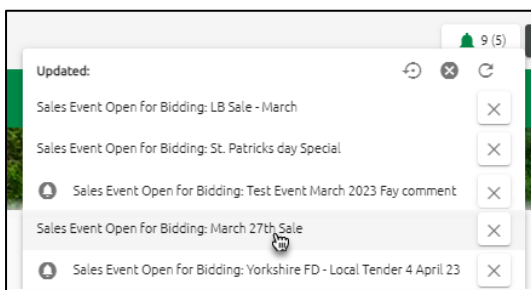 9 (5)
Updated:
Sales Event Open for Bidding: LB Sale - March
Sales Event Open for Bidding: St. Patricks day Special
Sales Event Open for Bidding: Test Event March 2023 Fay comment
Sales Event Open for Bidding: March 27th Sale
Sales Event Open for Bidding: Yorkshire FD - Local Tender 4 April 23